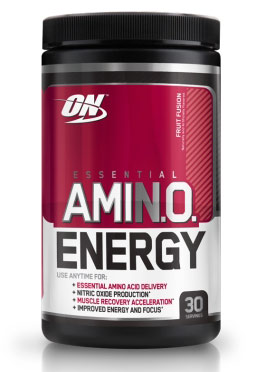 ON
FRUIT FUSION
ESSENTIAL
AMIN.O.
ENERGY
USE ANYTIME FOR:
+ ESSENTIAL AMINO ACID DELIVERY
+ NITRIC OXIDE PRODUCTION*
+ MUSCLE RECOVERY ACCELERATION*
+ IMPROVED ENERGY AND FOCUS*
30
SERVINGS